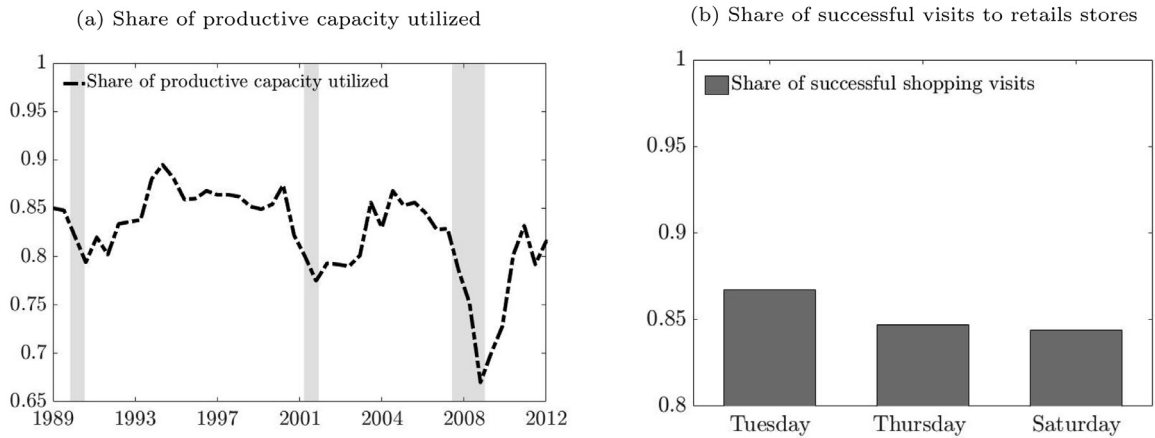 (a) Share of productive capacity utilized
1
Share of productive capacity utilized
0.95
0.9
0.85
0.8
0.75
0.7
0.65
1989 1993 1997 2001 2004 2008 2012
(b) Share of successful visits to retails stores
1
Share of successful shopping visits
0.95
0.9
0.85
0.8
Tuesday Thursday Saturday